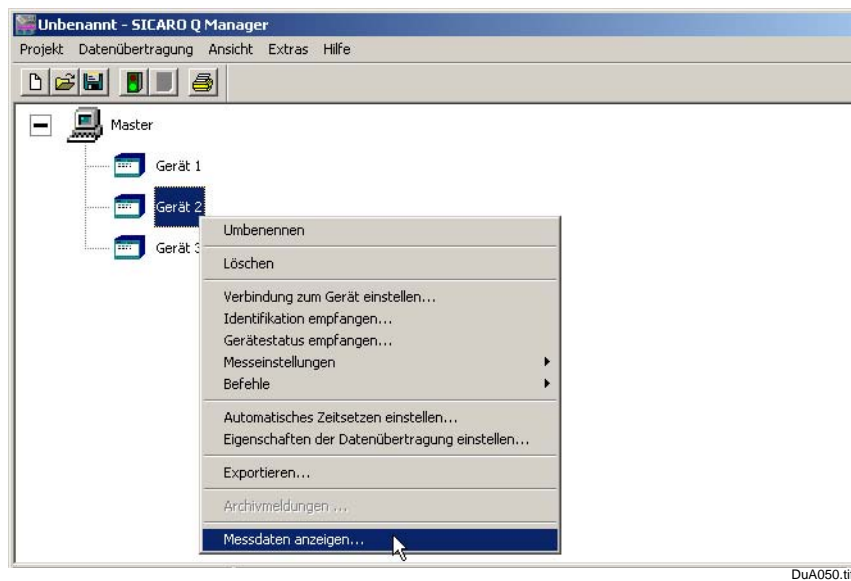 Unbenannt - SICARO Q Manager
Projekt Datenübertragung Ansicht Extras Hilfe
Master
Gerät 1
Gerät 2
Gerät 3
Umbenennen
Löschen
Verbindung zum Gerät einstellen...
Identifikation empfangen...
Gerätestatus empfangen...
Messeinstellungen
Befehle
Automatisches Zeitsetzen einstellen...
Eigenschaften der Datenübertragung einstellen...
Exportieren...
Archivmeldungen ...
Messdaten anzeigen...
DuA050.ti